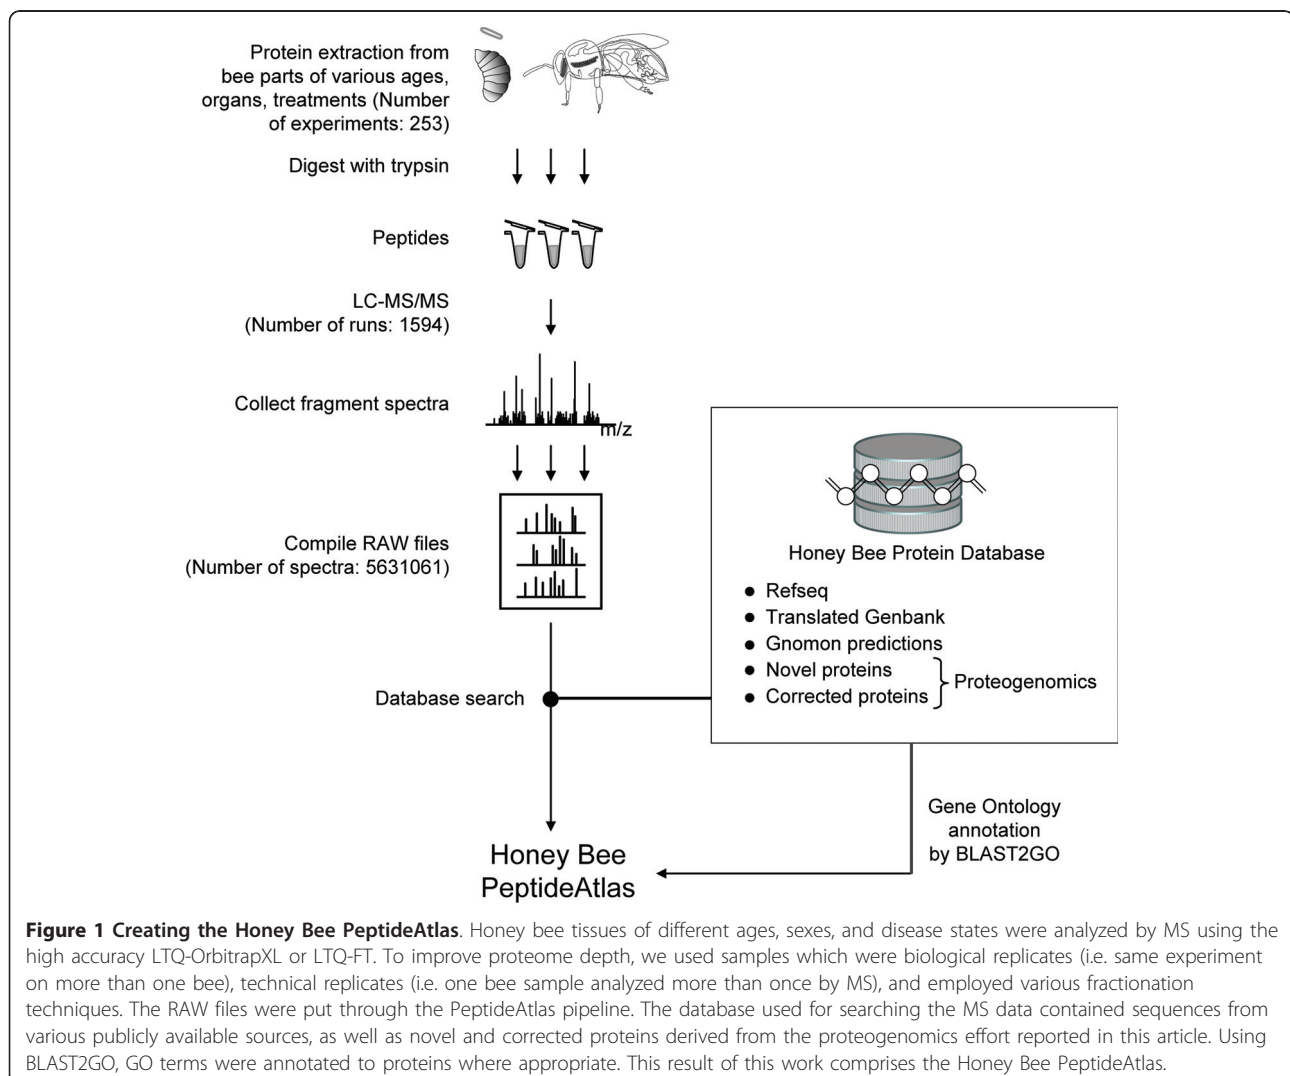 Protein extraction from
bee parts of various ages,
organs, treatments (Number
of experiments: 253)
Digest with trypsin
Peptides
LC-MS/MS
(Number of runs: 1594)
Collect fragment spectra
m/z
Compile RAW files
(Number of spectra: 5631061)
Database search
Honey Bee Protein Database
● Refseq
● Translated Genbank
● Gnomon predictions
● Novel proteins
● Corrected proteins
Proteogenomics
Gene Ontology
annotation
by BLAST2GO
Honey Bee
PeptideAtlas
Figure 1 Creating the Honey Bee PeptideAtlas. Honey bee tissues of different ages, sexes, and disease states were analyzed by MS using the
high accuracy LTQ-OrbitrapXL or LTQ-FT. To improve proteome depth, we used samples which were biological replicates (i.e. same experiment
on more than one bee), technical replicates (i.e. one bee sample analyzed more than once by MS), and employed various fractionation
techniques. The RAW files were put through the PeptideAtlas pipeline. The database used for searching the MS data contained sequences from
various publicly available sources, as well as novel and corrected proteins derived from the proteogenomics effort reported in this article. Using
BLAST2GO, GO terms were annotated to proteins where appropriate. This result of this work comprises the Honey Bee PeptideAtlas.